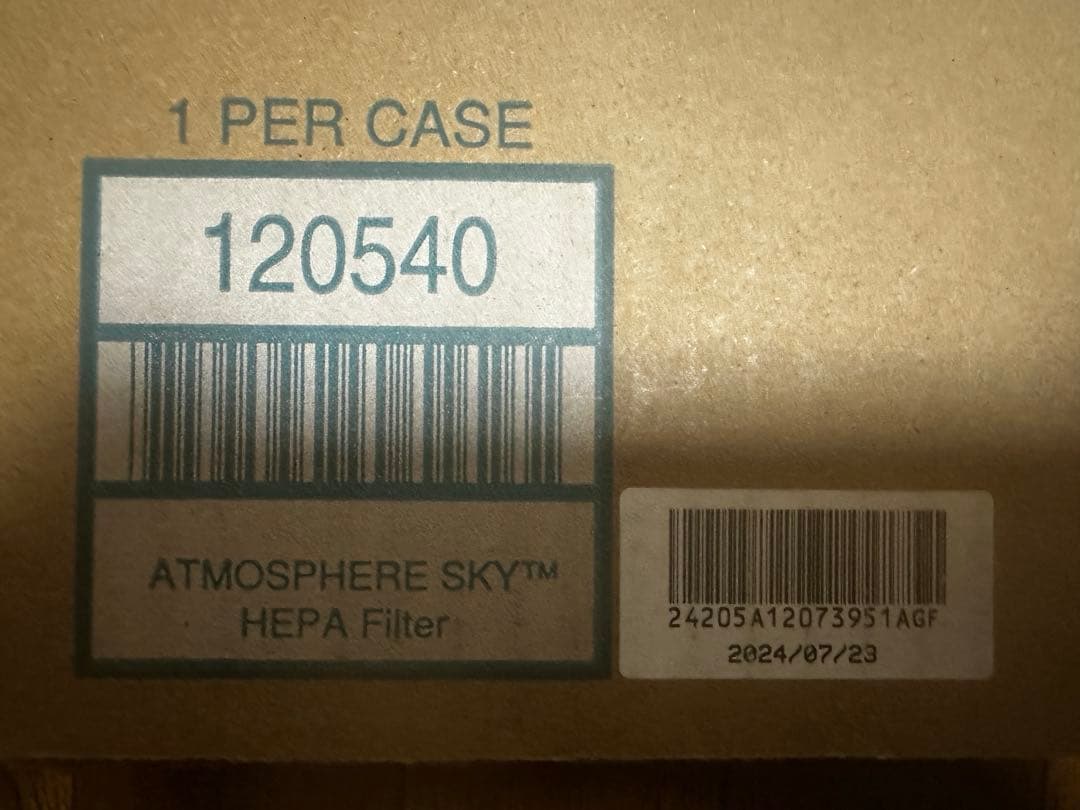 1 PER CASE
120540
ATMOSPHERE SKY™
HEPA Filter
24205A12073951AGF
2024/07/23